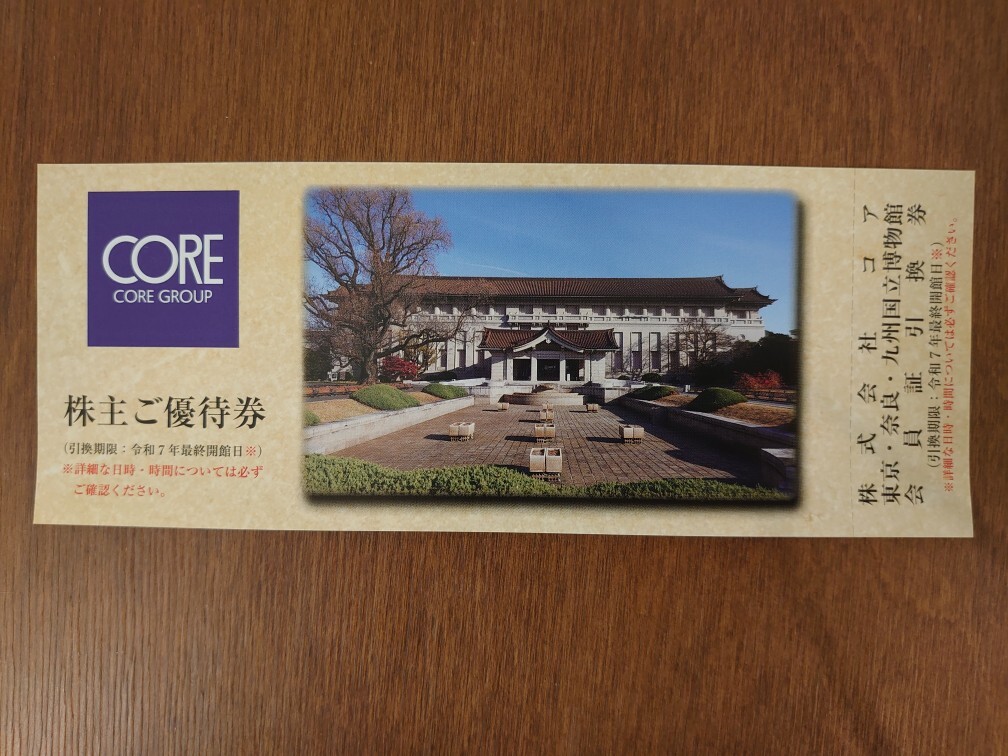 CORE
CORE GROUP
株主ご優待券
(引換期限：令和7年最終開館日※)
※詳細な日時・時間については必ず
ご確認ください。
株式会社コア
東京・奈良・九州国立博物館
会員証引換券
(引換期限：令和7年最終開館日※)
※詳細な日時・時間については必ずご確認ください。